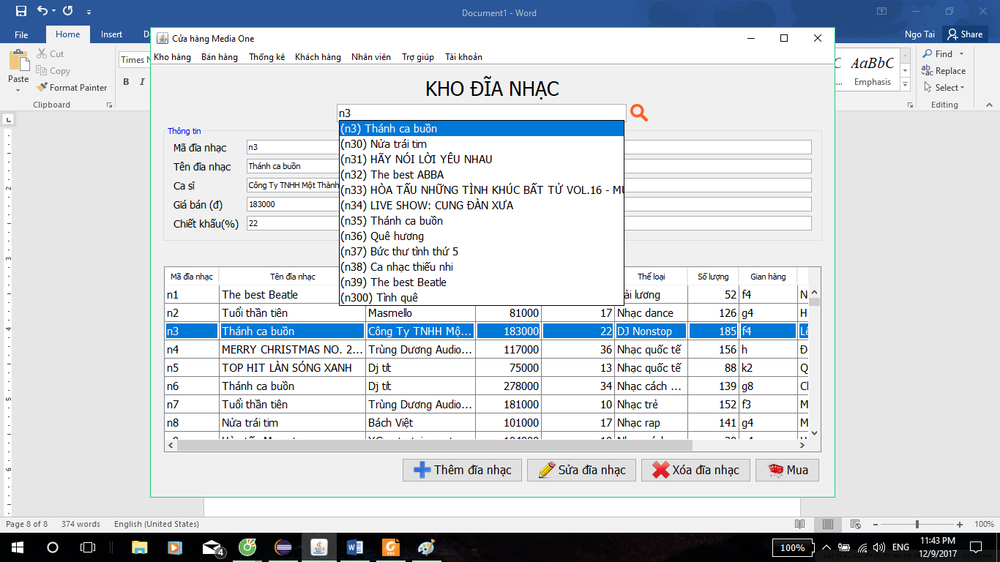 Document1 - Word
File Home Insert D
Ngo Tai Share
Cửa hàng Media One
Kho hàng Bán hàng Thống kê Khách hàng Nhân viên Trợ giúp Tài khoản
Paste
Cut
Copy
Format Painter
Clipboard
Times N
B I
AaBbC
Emphasis
Find
Replace
Select
Editing
KHO ĐĨA NHẠC
n3
(n3) Thánh ca buồn
(n30) Nửa trái tim
(n31) HÃY NÓI LỜI YÊU NHAU
(n32) The best ABBA
(n33) HÒA TẤU NHỮNG TÌNH KHÚC BẤT TỬ VOL.16 - MU
(n34) LIVE SHOW: CUNG ĐÀN XƯA
(n35) Thánh ca buồn
(n36) Quê hương
(n37) Bức thư tình thứ 5
(n38) Ca nhạc thiếu nhi
(n39) The best Beatle
(n300) Tình quê
Thông tin
Mã đĩa nhạc n3
Tên đĩa nhạc Thánh ca buồn
Ca sĩ Công Ty TNHH Một Thành
Giá bán (đ) 183000
Chiết khấu(%) 22
Mã đĩa nhạc Tên đĩa nhạc Thể loại Số lượng Gian hàng
n1 The best Beatle ải lương 52 f4 N
n2 Tuổi thần tiên Masmello 81000 17 Nhạc dance 126 g4 H
n3 Thánh ca buồn Công Ty TNHH Mộ... 183000 22 DJ Nonstop 185 f4 Lê
n4 MERRY CHRISTMAS NO. 2... Trùng Dương Audio... 117000 36 Nhạc quốc tế 156 h Đ
n5 TOP HIT LÀN SÓNG XANH Dj tít 75000 13 Nhạc quốc tế 88 k2 Q
n6 Thánh ca buồn Dj tít 278000 34 Nhạc cách ... 139 g8 Cl
n7 Tuổi thần tiên Trùng Dương Audio... 181000 10 Nhạc trẻ 152 f3 M
n8 Nửa trái tim Bách Việt 101000 17 Nhạc rap 141 g4 M
Thêm đĩa nhạc Sửa đĩa nhạc Xóa đĩa nhạc Mua
Page 8 of 8 374 words English (United States) 100%
4 100% ENG 11:43 PM
12/9/2017